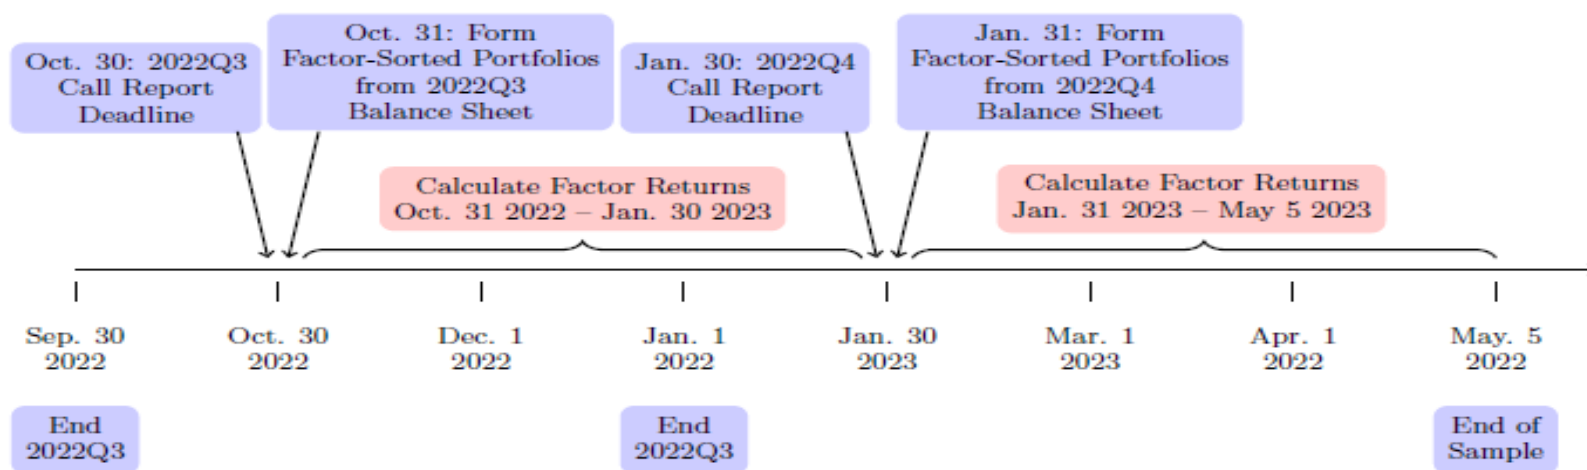 Oct. 30: 2022Q3
Call Report
Deadline
Oct. 31: Form
Factor-Sorted Portfolios
from 2022Q3
Balance Sheet
Jan. 30: 2022Q4
Call Report
Deadline
Jan. 31: Form
Factor-Sorted Portfolios
from 2022Q4
Balance Sheet
Calculate Factor Returns
Oct. 31 2022 – Jan. 30 2023
Calculate Factor Returns
Jan. 31 2023 – May 5 2023
Sep. 30
2022
Oct. 30
2022
Dec. 1
2022
Jan. 1
2022
Jan. 30
2023
Mar. 1
2023
Apr. 1
2022
May. 5
2022
End
2022Q3
End
2022Q3
End of
Sample